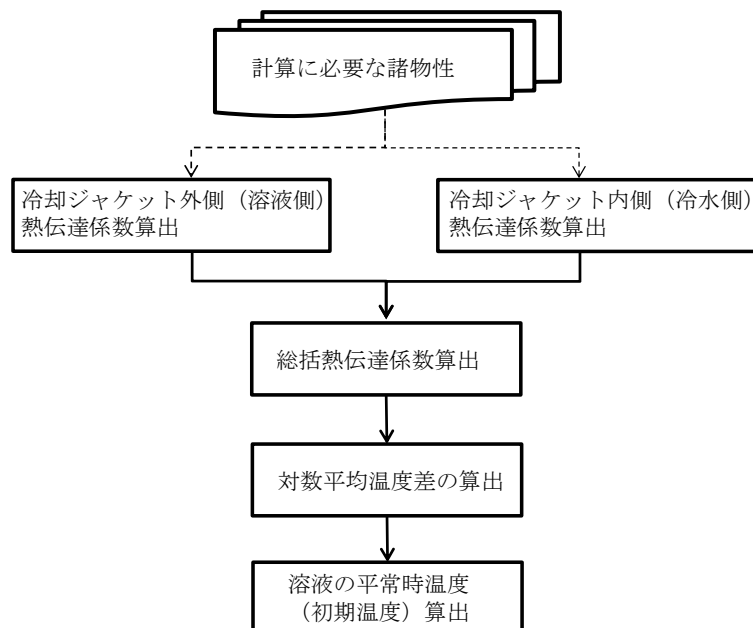 計算に必要な諸物性
冷却ジャケット外側（溶液側）
熱伝達係数算出
冷却ジャケット内側（冷水側）
熱伝達係数算出
総括熱伝達係数算出
対数平均温度差の算出
溶液の平常時温度
（初期温度）算出